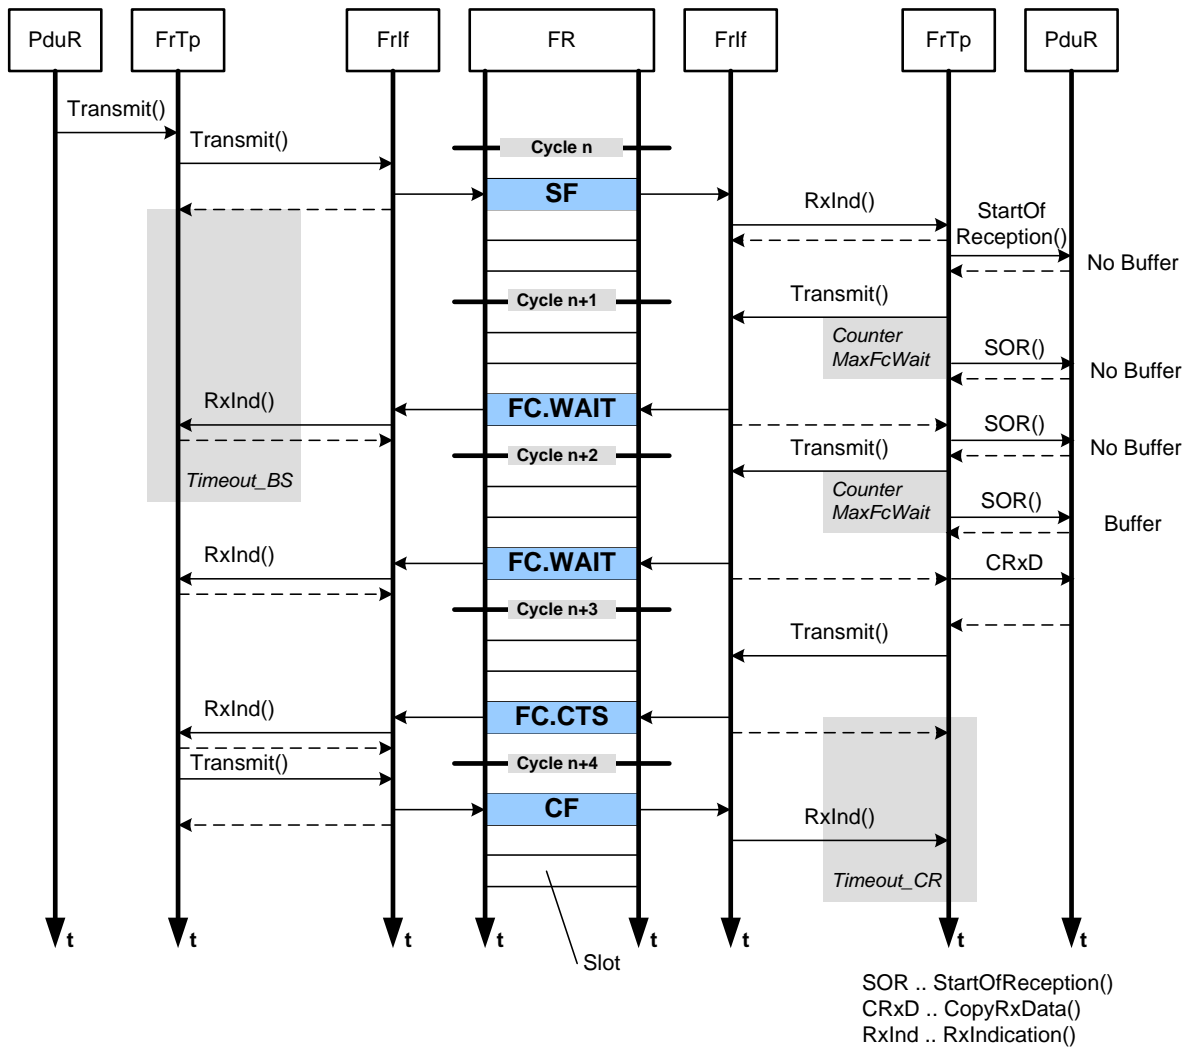 PduR FrTp FrIf FR FrIf FrTp PduR
Transmit()
Transmit()
Cycle n
SF
RxInd()
StartOf
Reception()
No Buffer
Cycle n+1
Transmit()
Counter
MaxFcWait
SOR()
No Buffer
RxInd()
FC.WAIT
SOR()
No Buffer
Cycle n+2
Transmit()
Timeout_BS
Counter
MaxFcWait
SOR()
Buffer
RxInd()
FC.WAIT
CRxD
Cycle n+3
Transmit()
RxInd()
FC.CTS
Transmit()
Cycle n+4
CF
RxInd()
Timeout_CR
t t t t t t t t
Slot
SOR .. StartOfReception()
CRxD .. CopyRxData()
RxInd .. RxIndication()